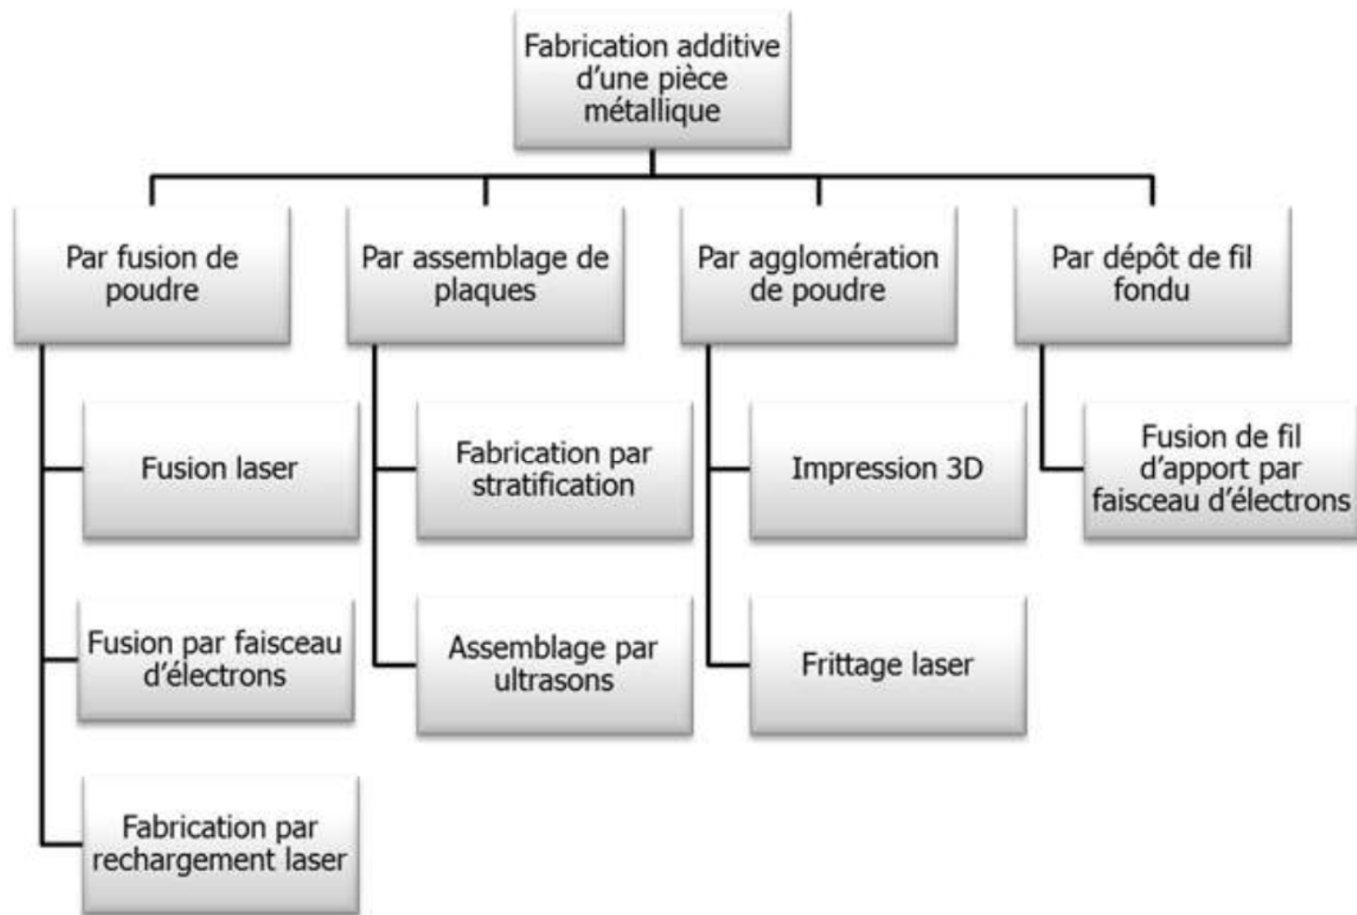 Fabrication additive
d’une pièce
métallique
Par fusion de
poudre
Par assemblage de
plaques
Par agglomération
de poudre
Par dépôt de fil
fondu
Fusion laser
Fabrication par
stratification
Impression 3D
Fusion de fil
d’apport par
faisceau d’électrons
Fusion par faisceau
d’électrons
Assemblage par
ultrasons
Frittage laser
Fabrication par
rechargement laser